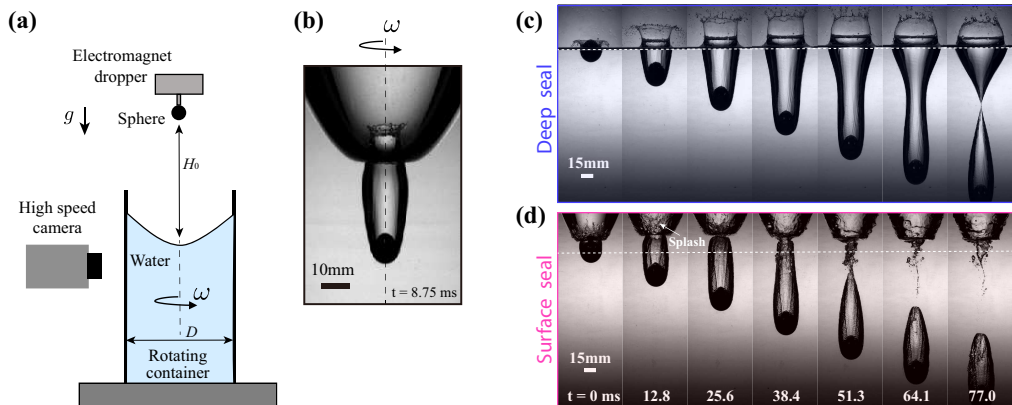 (a)
Electromagnet
dropper
g
Sphere
H₀
High speed
camera
Water
ω
D
Rotating
container
(b)
ω
10mm
t = 8.75 ms
(c)
Deep seal
15mm
(d)
Surface seal
Splash
15mm
t = 0 ms 12.8 25.6 38.4 51.3 64.1 77.0